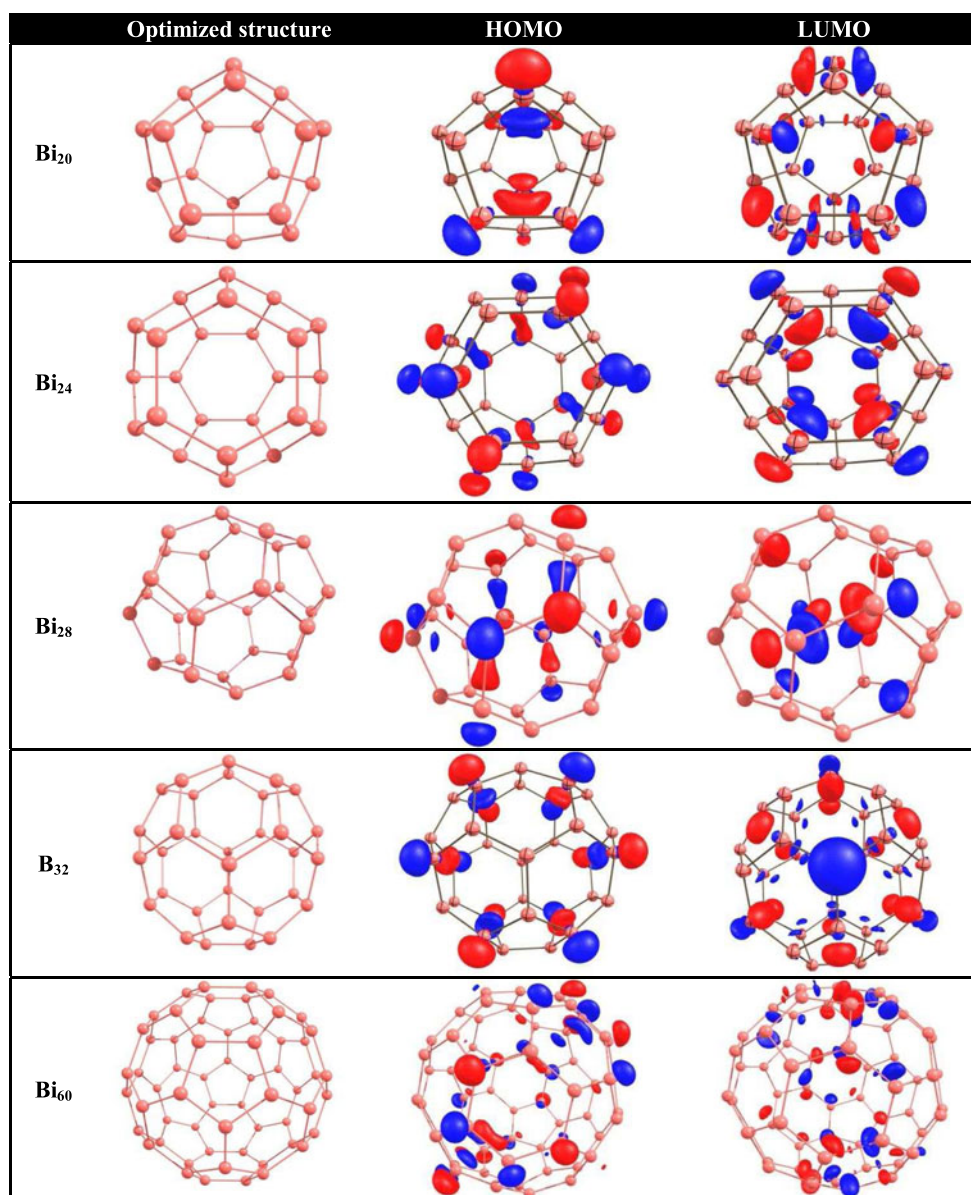 Optimized structure HOMO LUMO
Bi₂₀
Bi₂₄
Bi₂₈
B₃₂
Bi₆₀